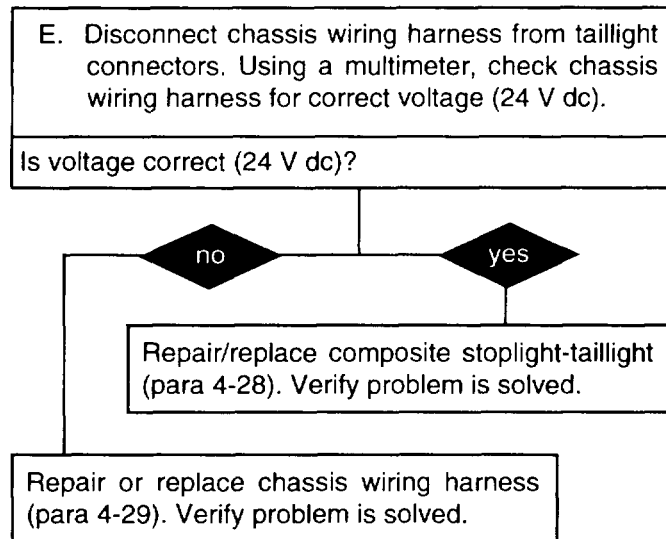 E. Disconnect chassis wiring harness from taillight
connectors. Using a multimeter, check chassis
wiring harness for correct voltage (24 V dc).
Is voltage correct (24 V dc)?
no
yes
Repair/replace composite stoplight-taillight
(para 4-28). Verify problem is solved.
Repair or replace chassis wiring harness
(para 4-29). Verify problem is solved.